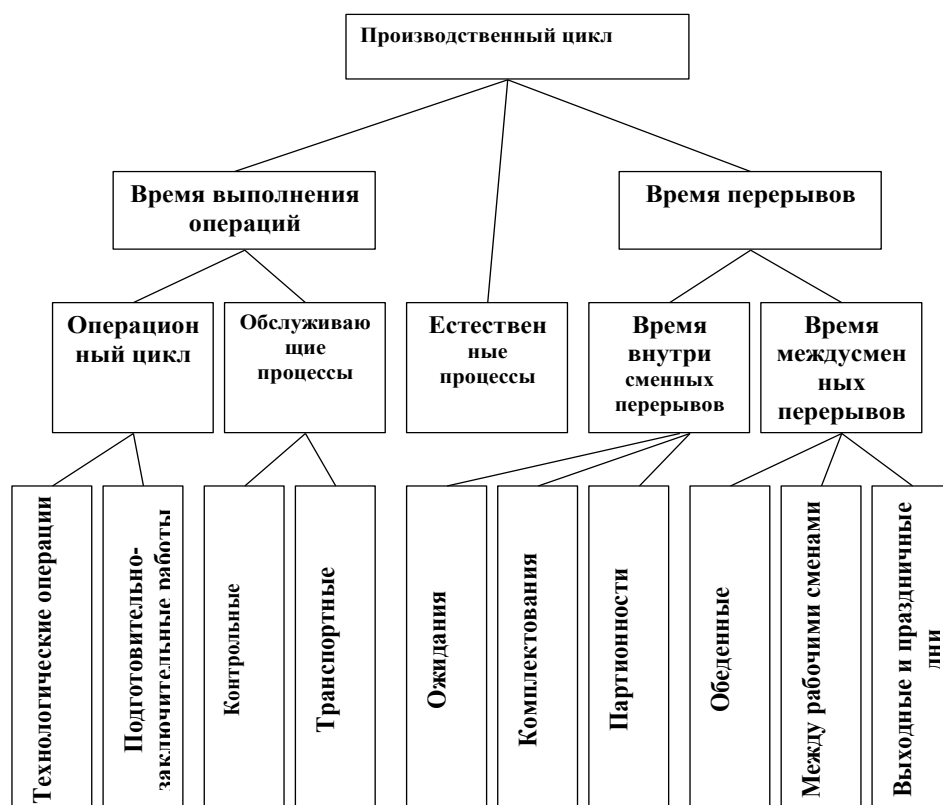 Производственный цикл
Время выполнения
операций
Время перерывов
Операцион
ный цикл
Обслуживаю
щие
процессы
Естествен
ные
процессы
Время
внутри
сменных
перерывов
Время
междусмен
ных
перерывов
Технологические операции
Подготовительно-
заключительные работы
Контрольные
Транспортные
Ожидания
Комплектования
Партионности
Обеденные
Между рабочими сменами
Выходные и праздничные
дни